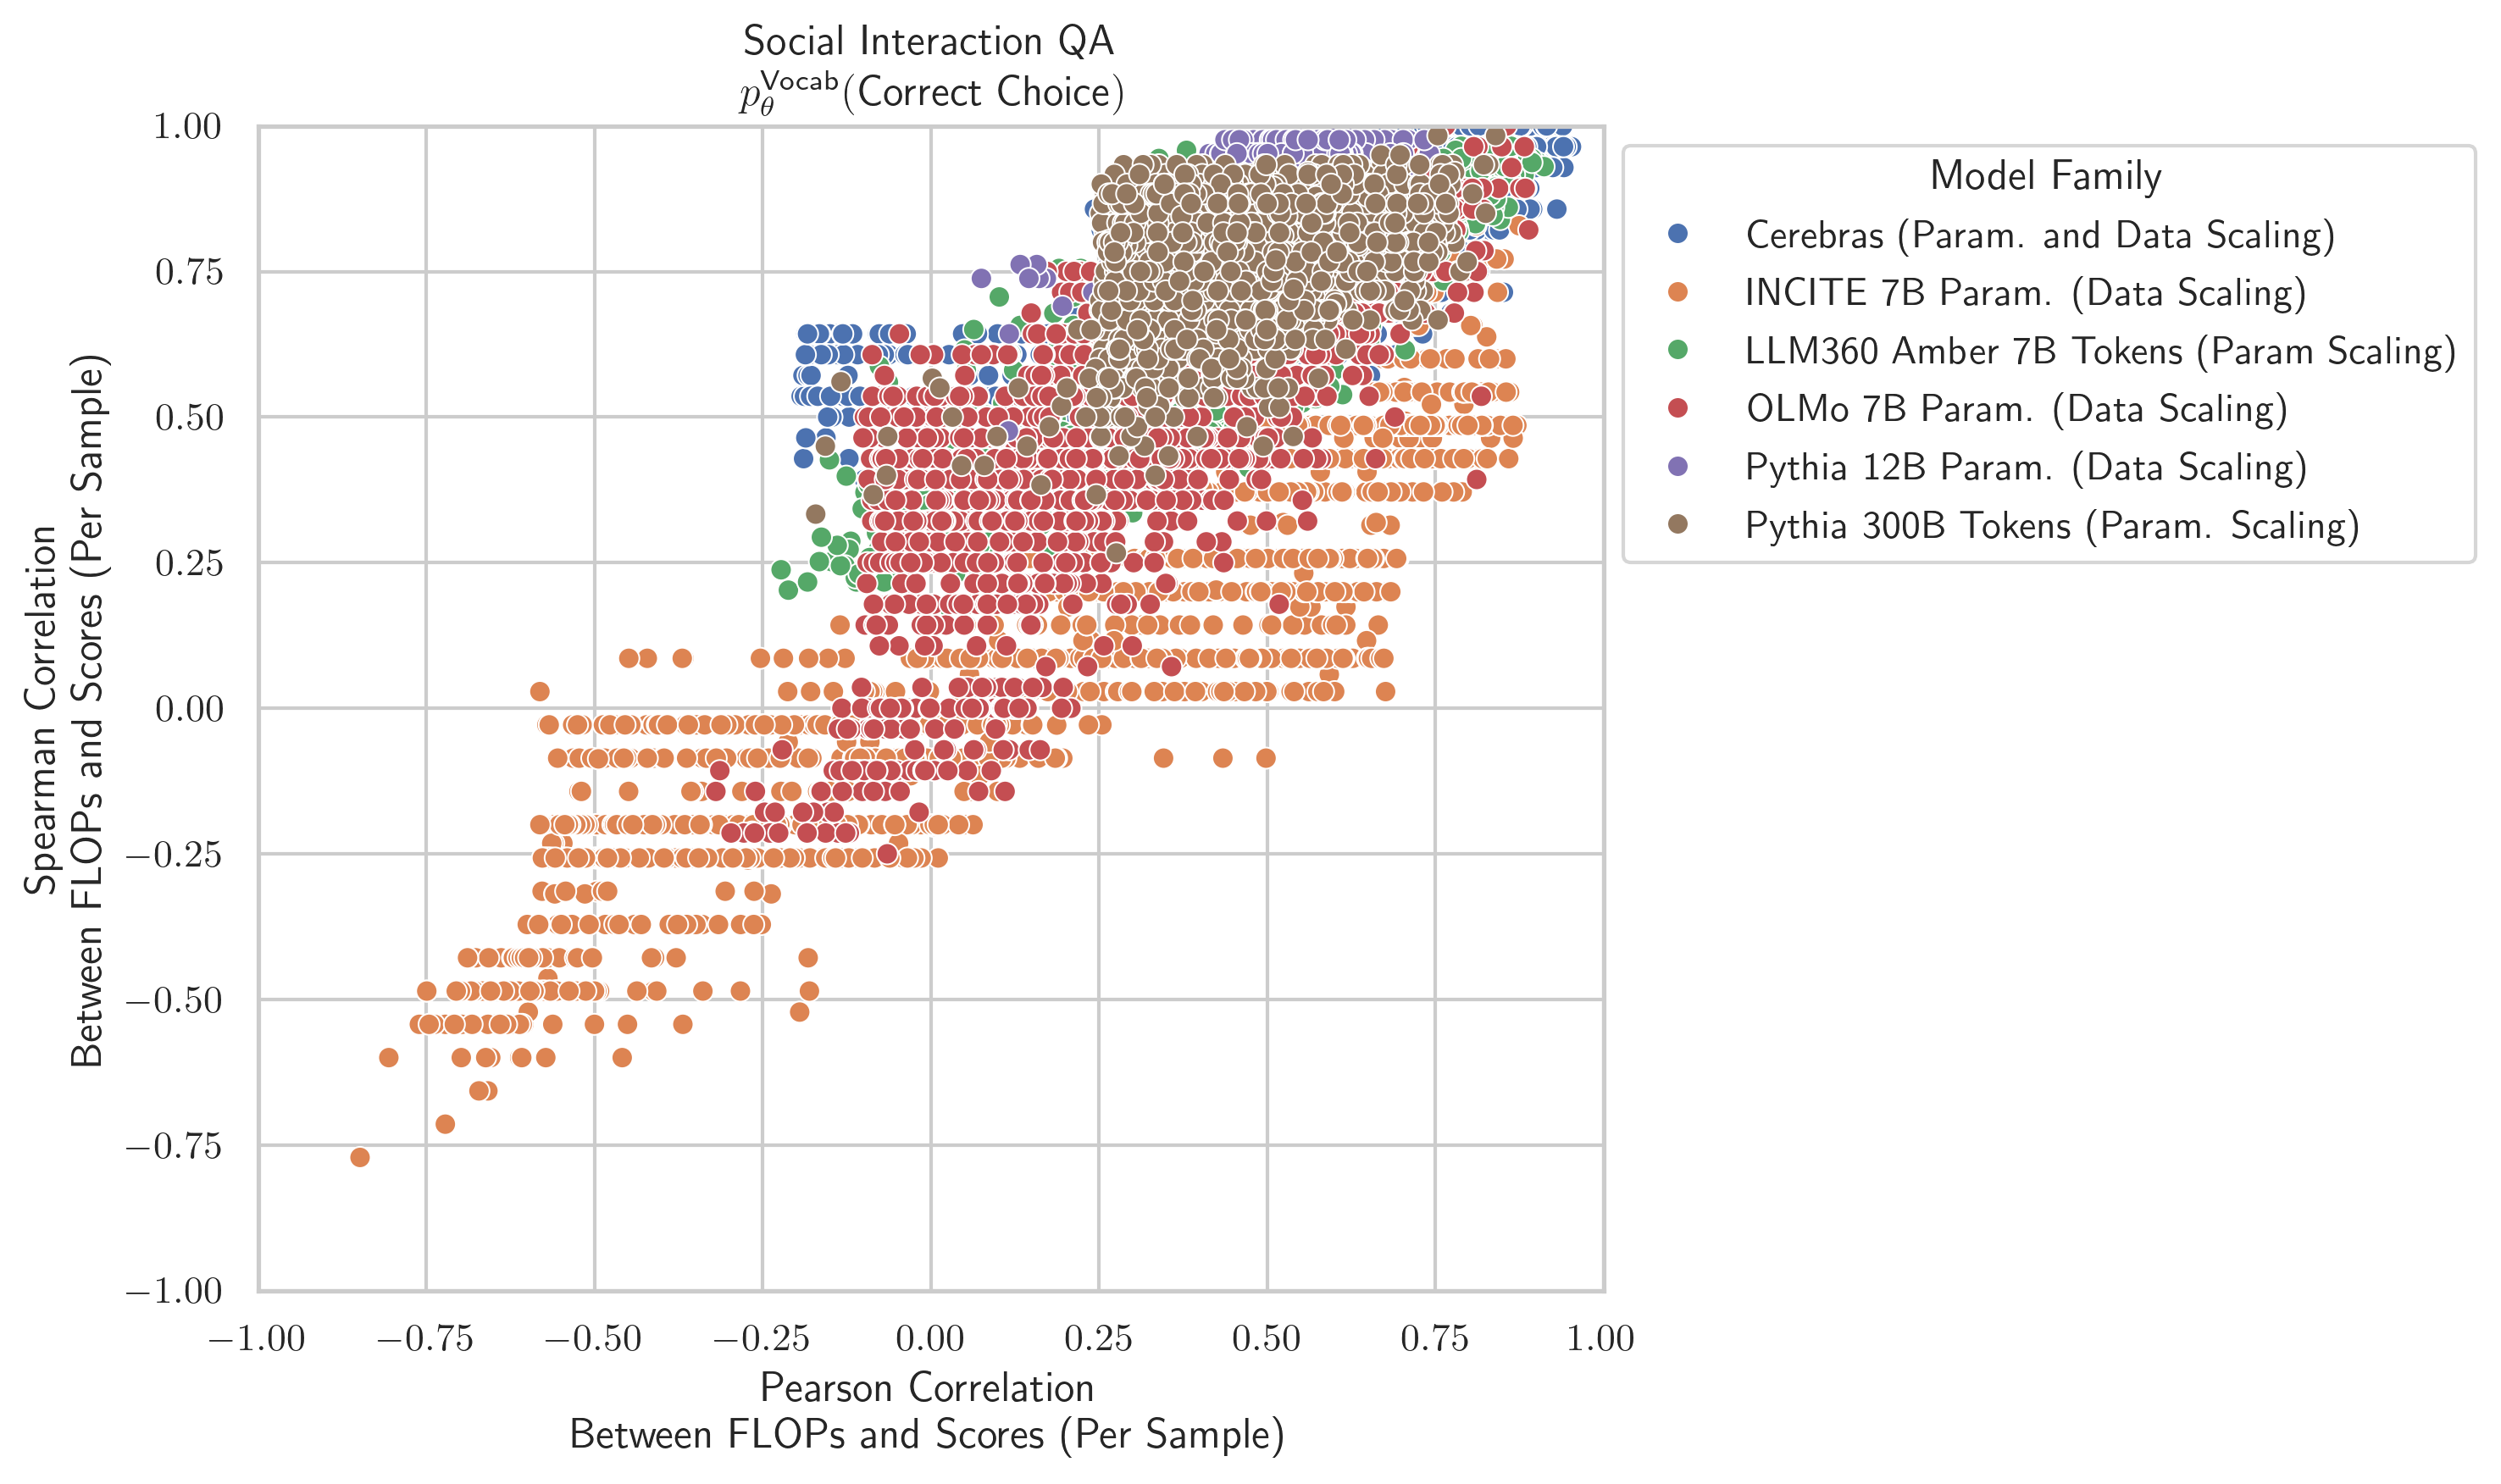 Social Interaction QA
p_θ^Vocab(Correct Choice)
1.00
0.75
0.50
0.25
0.00
−0.25
−0.50
−0.75
−1.00
Spearman Correlation
Between FLOPs and Scores (Per Sample)
−1.00 −0.75 −0.50 −0.25 0.00 0.25 0.50 0.75 1.00
Pearson Correlation
Between FLOPs and Scores (Per Sample)
Model Family
Cerebras (Param. and Data Scaling)
INCITE 7B Param. (Data Scaling)
LLM360 Amber 7B Tokens (Param Scaling)
OLMo 7B Param. (Data Scaling)
Pythia 12B Param. (Data Scaling)
Pythia 300B Tokens (Param. Scaling)